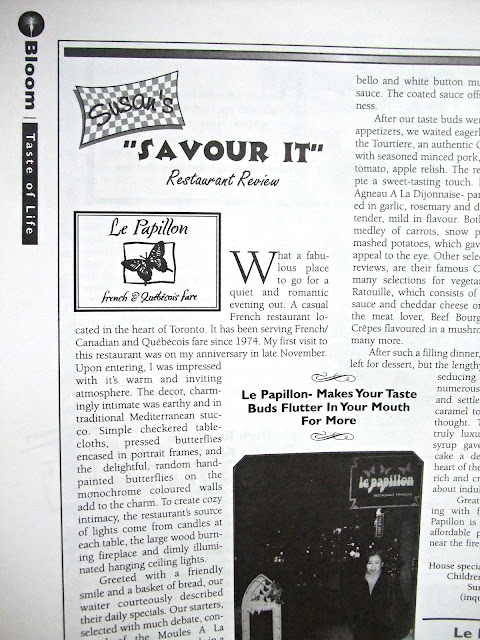 Bloom
Taste of Life
Susan's
"SAVOUR IT"
Restaurant Review
Le Papillon
french & Québécois fare
What a fabu-
lous place
to go for a
quiet and romantic
evening out. A casual
French restaurant lo-
cated in the heart of Toronto. It has been serving French/
Canadian and Québécois fare since 1974. My first visit to
this restaurant was on my anniversary in late November.
Upon entering, I was impressed
with it's warm and inviting
atmosphere. The decor, charm-
ingly intimate was earthy and in
traditional Mediterranean stuc-
co. Simple checkered table-
cloths, pressed butterflies
encased in portrait frames, and
the delightful, random hand-
painted butterflies on the
monochrome coloured walls
add to the charm. To create cozy
intimacy, the restaurant's source
of lights come from candles at
each table, the large wood burn-
ing fireplace and dimly illumi-
nated hanging ceiling lights.
Greeted with a friendly
smile and a basket of bread, our
waiter courteously described
their daily specials. Our starters,
selected with much debate, con-
of the Moules A La
Le Papillon- Makes Your Taste
Buds Flutter In Your Mouth
For More
le papillon
RESTAURANT FRANÇAIS
bello and white button mu
sauce. The coated sauce offs
ness.
After our taste buds wer
appetizers, we waited eagerl
the Tourtiere, an authentic C
with seasoned minced pork,
tomato, apple relish. The re
pie a sweet-tasting touch.
Agneau A La Dijonnaise- pan
ed in garlic, rosemary and d
tender, mild in flavour. Bot
medley of carrots, snow p
mashed potatoes, which gav
appeal to the eye. Other selec
reviews, are their famous C
many selections for vegetar
Ratouille, which consists of
sauce and cheddar cheese or
the meat lover, Beef Bourg
Crêpes flavoured in a mushro
many more.
After such a filling dinner,
left for dessert, but the lengthy
seducing.
numerous
and settle
caramel to
thought. T
truly luxu
syrup gave
cake a de
heart of the
rich and cr
about indul
Great
ing with f
Papillon is
affordable p
near the fire
House speci
Children
Su
(inqu
Le